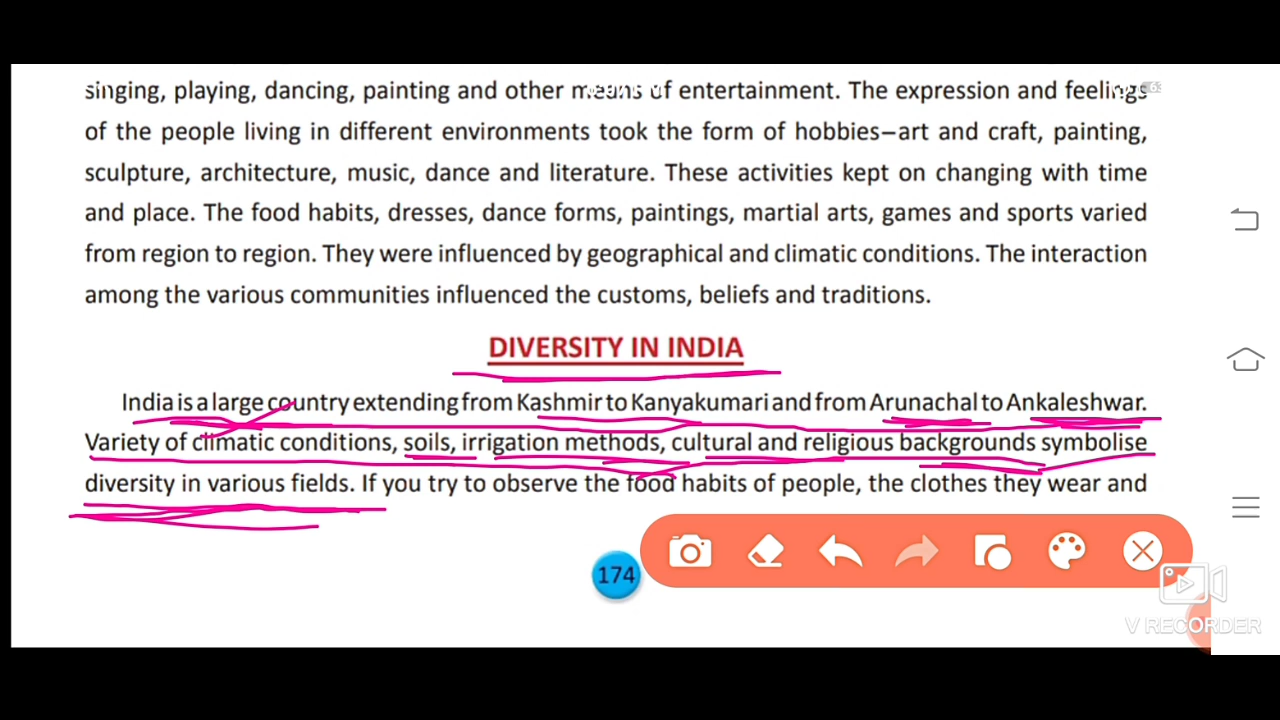 singing, playing, dancing, painting and other means of entertainment. The expression and feelings
of the people living in different environments took the form of hobbies–art and craft, painting,
sculpture, architecture, music, dance and literature. These activities kept on changing with time
and place. The food habits, dresses, dance forms, paintings, martial arts, games and sports varied
from region to region. They were influenced by geographical and climatic conditions. The interaction
among the various communities influenced the customs, beliefs and traditions.
DIVERSITY IN INDIA
India is a large country extending from Kashmir to Kanyakumari and from Arunachal to Ankaleshwar.
Variety of climatic conditions, soils, irrigation methods, cultural and religious backgrounds symbolise
diversity in various fields. If you try to observe the food habits of people, the clothes they wear and
174
V RECORDER